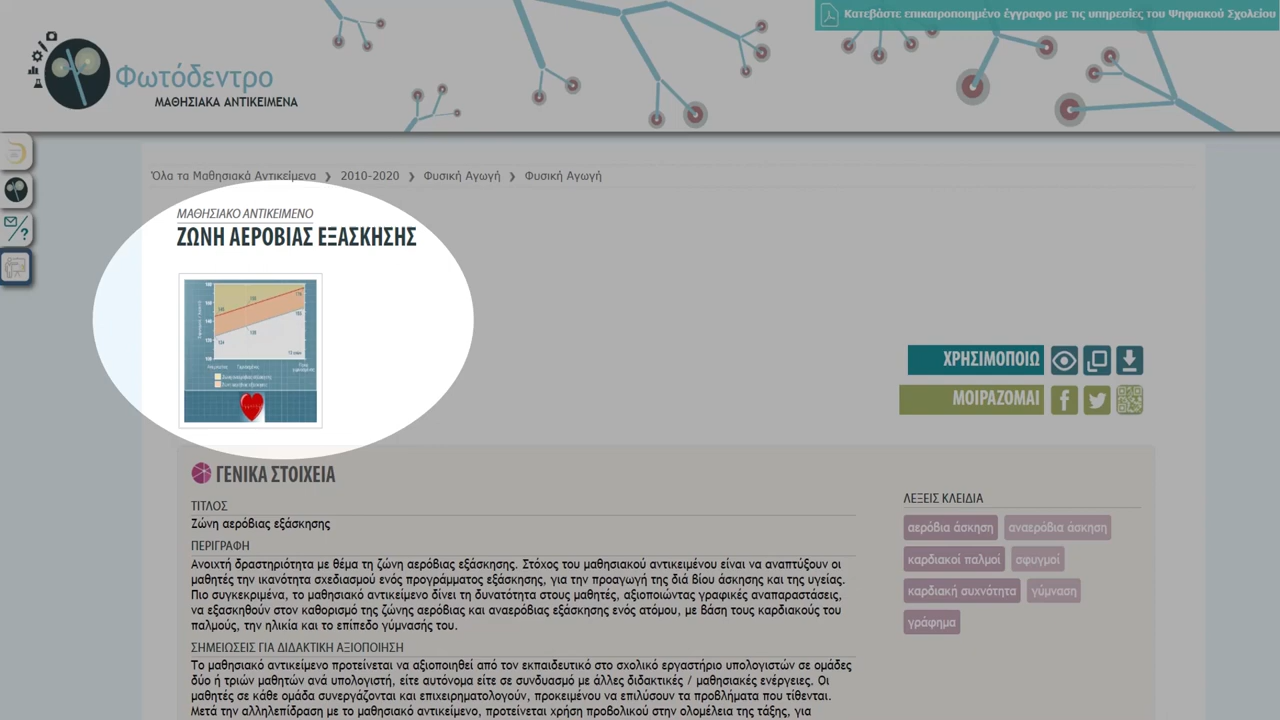 Κατεβάστε επικαιροποιημένο έγγραφο με τις υπηρεσίες του Ψηφιακού Σχολείου
Φωτόδεντρο
ΜΑΘΗΣΙΑΚΑ ΑΝΤΙΚΕΙΜΕΝΑ
Όλα τα Μαθησιακά Αντικείμενα ❯ 2010-2020 ❯ Φυσική Αγωγή ❯ Φυσική Αγωγή
ΜΑΘΗΣΙΑΚΟ ΑΝΤΙΚΕΙΜΕΝΟ
ΖΩΝΗ ΑΕΡΟΒΙΑΣ ΕΞΑΣΚΗΣΗΣ
ΧΡΗΣΙΜΟΠΟΙΩ
ΜΟΙΡΑΖΟΜΑΙ
ΓΕΝΙΚΑ ΣΤΟΙΧΕΙΑ
ΤΙΤΛΟΣ
Ζώνη αερόβιας εξάσκησης
ΠΕΡΙΓΡΑΦΗ
Ανοιχτή δραστηριότητα με θέμα τη ζώνη αερόβιας εξάσκησης. Στόχος του μαθησιακού αντικειμένου είναι να αναπτύξουν οι
μαθητές την ικανότητα σχεδιασμού ενός προγράμματος εξάσκησης, για την προαγωγή της διά βίου άσκησης και της υγείας.
Πιο συγκεκριμένα, το μαθησιακό αντικείμενο δίνει τη δυνατότητα στους μαθητές, αξιοποιώντας γραφικές αναπαραστάσεις,
να εξασκηθούν στον καθορισμό της ζώνης αερόβιας και αναερόβιας εξάσκησης ενός ατόμου, με βάση τους καρδιακούς του
παλμούς, την ηλικία και το επίπεδο γύμνασής του.
ΣΗΜΕΙΩΣΕΙΣ ΓΙΑ ΔΙΔΑΚΤΙΚΗ ΑΞΙΟΠΟΙΗΣΗ
Το μαθησιακό αντικείμενο προτείνεται να αξιοποιηθεί από τον εκπαιδευτικό στο σχολικό εργαστήριο υπολογιστών σε ομάδες
δύο ή τριών μαθητών ανά υπολογιστή, είτε αυτόνομα είτε σε συνδυασμό με άλλες διδακτικές / μαθησιακές ενέργειες. Οι
μαθητές σε κάθε ομάδα συνεργάζονται και επιχειρηματολογούν, προκειμένου να επιλύσουν τα προβλήματα που τίθενται.
Μετά την αλληλεπίδραση με το μαθησιακό αντικείμενο, προτείνεται χρήση προβολικού στην ολομέλεια της τάξης, για
ΛΕΞΕΙΣ ΚΛΕΙΔΙΑ
αερόβια άσκηση αναερόβια άσκηση
καρδιακοί παλμοί σφυγμοί
καρδιακή συχνότητα γύμναση
γράφημα